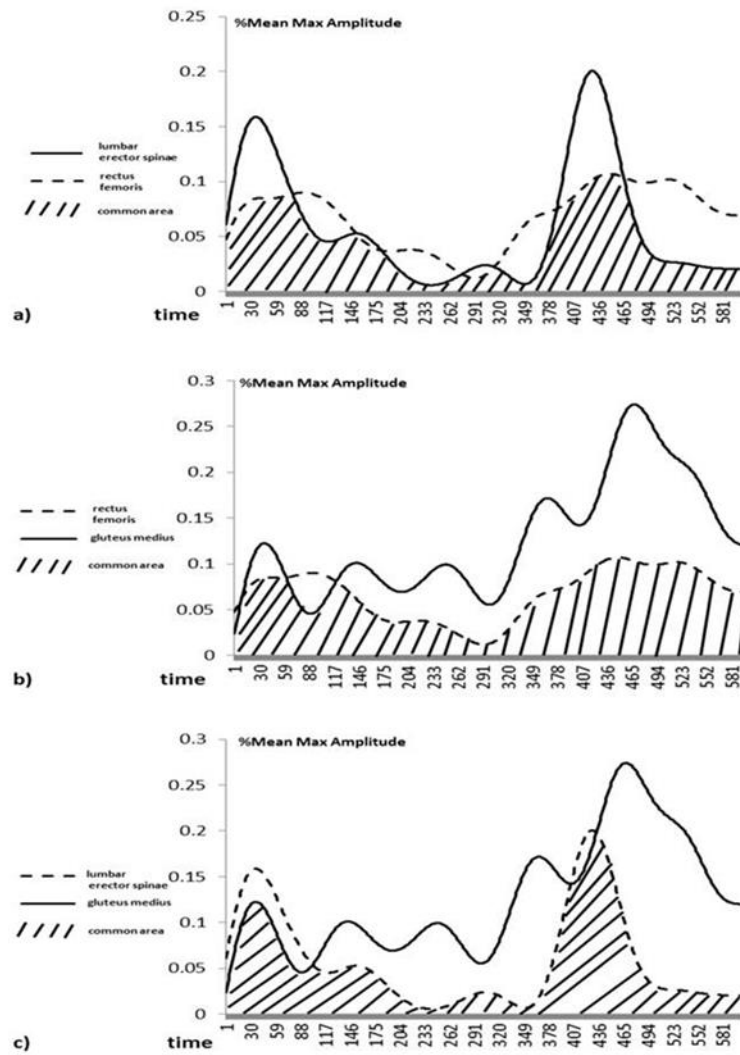 %Mean Max Amplitude
0.25
0.2
0.15
0.1
0.05
0
lumbar
erector spinae
rectus
femoris
common area
1 30 59 88 117 146 175 204 233 262 291 320 349 378 407 436 465 494 523 552 581
a) time
%Mean Max Amplitude
0.3
0.25
0.2
0.15
0.1
0.05
0
rectus
femoris
gluteus medius
common area
1 30 59 88 117 146 175 204 233 262 291 320 349 378 407 436 465 494 523 552 581
b) time
%Mean Max Amplitude
0.3
0.25
0.2
0.15
0.1
0.05
0
lumbar
erector spinae
gluteus medius
common area
1 30 59 88 117 146 175 204 233 262 291 320 349 378 407 436 465 494 523 552 581
c) time